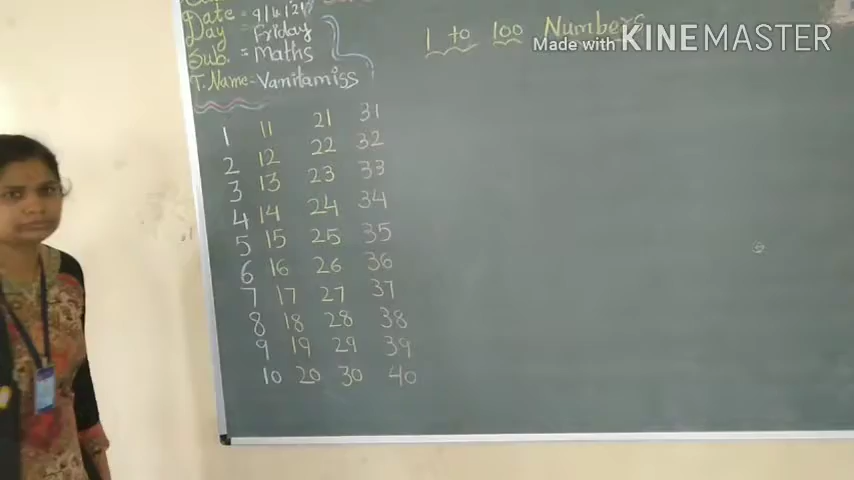 Date = 9/4/21
Day = Friday
Sub. = Maths
T. Name = Vanitamiss
1 to 100 Numbers
Made with KINEMASTER
1 11 21 31
2 12 22 32
3 13 23 33
4 14 24 34
5 15 25 35
6 16 26 36
7 17 27 37
8 18 28 38
9 19 29 39
10 20 30 40